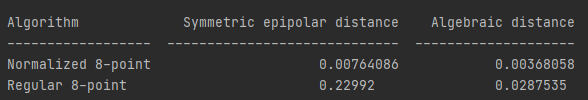 Algorithm Symmetric epipolar distance Algebraic distance
------------------ ----------------------------- --------------------
Normalized 8-point 0.00764086 0.00368058
Regular 8-point 0.22992 0.0287535